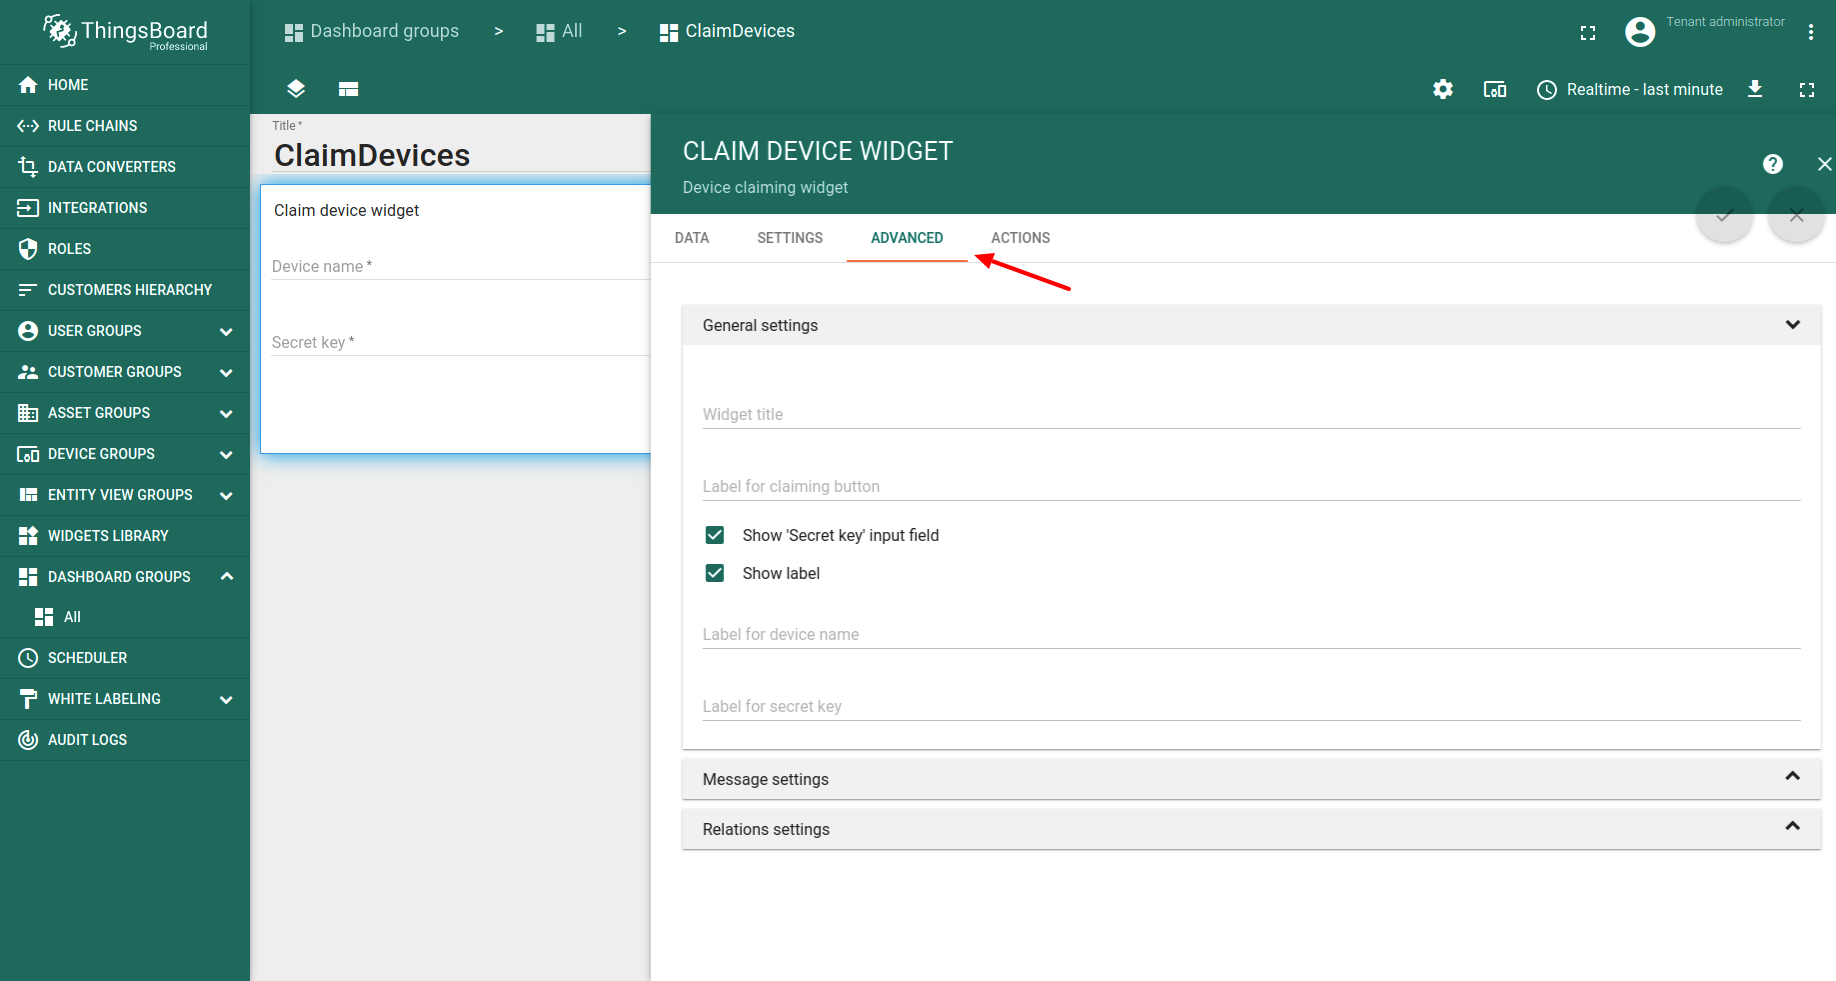 ThingsBoard
Professional
HOME
RULE CHAINS
DATA CONVERTERS
INTEGRATIONS
ROLES
CUSTOMERS HIERARCHY
USER GROUPS
CUSTOMER GROUPS
ASSET GROUPS
DEVICE GROUPS
ENTITY VIEW GROUPS
WIDGETS LIBRARY
DASHBOARD GROUPS
All
SCHEDULER
WHITE LABELING
AUDIT LOGS
Dashboard groups > All > ClaimDevices
Tenant administrator
Realtime - last minute
Title *
ClaimDevices
Claim device widget
Device name *
Secret key *
CLAIM DEVICE WIDGET
Device claiming widget
DATA SETTINGS ADVANCED ACTIONS
General settings
Widget title
Label for claiming button
Show 'Secret key' input field
Show label
Label for device name
Label for secret key
Message settings
Relations settings